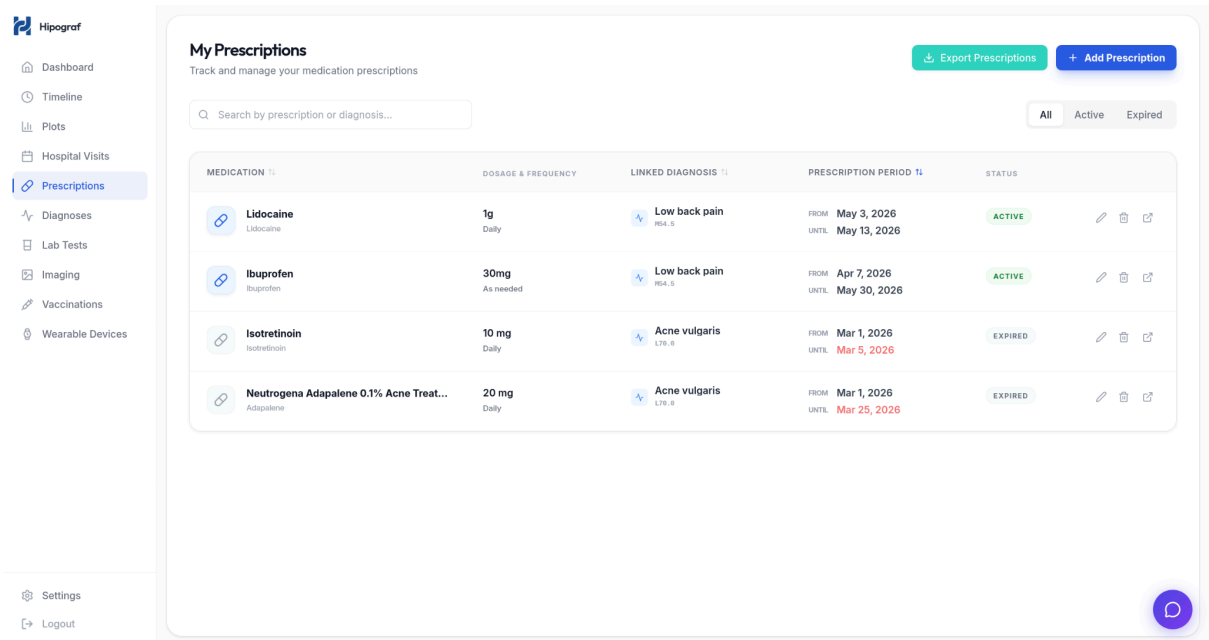 Hipograf
Dashboard
Timeline
Plots
Hospital Visits
Prescriptions
Diagnoses
Lab Tests
Imaging
Vaccinations
Wearable Devices
Settings
Logout
My Prescriptions
Track and manage your medication prescriptions
Export Prescriptions
+ Add Prescription
Search by prescription or diagnosis...
All Active Expired
MEDICATION DOSAGE & FREQUENCY LINKED DIAGNOSIS PRESCRIPTION PERIOD STATUS
Lidocaine 1g Low back pain FROM May 3, 2026 ACTIVE
Lidocaine Daily M54.5 UNTIL May 13, 2026
Ibuprofen 30mg Low back pain FROM Apr 7, 2026 ACTIVE
Ibuprofen As needed M54.5 UNTIL May 30, 2026
Isotretinoin 10 mg Acne vulgaris FROM Mar 1, 2026 EXPIRED
Isotretinoin Daily L70.0 UNTIL Mar 5, 2026
Neutrogena Adapalene 0.1% Acne Treat... 20 mg Acne vulgaris FROM Mar 1, 2026 EXPIRED
Adapalene Daily L70.0 UNTIL Mar 25, 2026